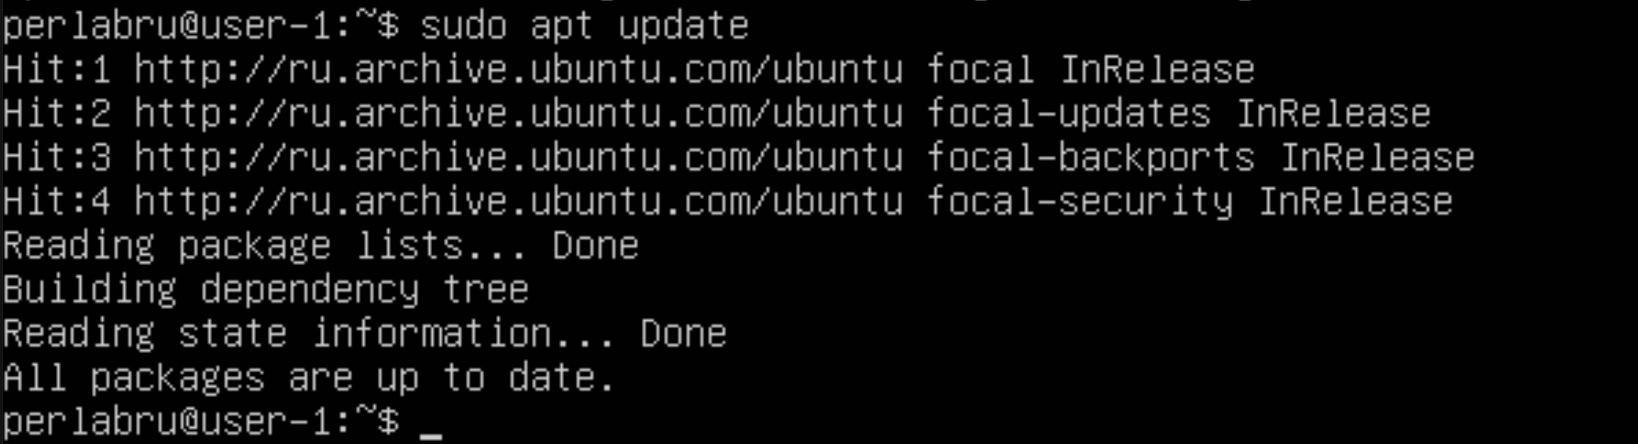 perlabru@user-1:~$ sudo apt update
Hit:1 http://ru.archive.ubuntu.com/ubuntu focal InRelease
Hit:2 http://ru.archive.ubuntu.com/ubuntu focal-updates InRelease
Hit:3 http://ru.archive.ubuntu.com/ubuntu focal-backports InRelease
Hit:4 http://ru.archive.ubuntu.com/ubuntu focal-security InRelease
Reading package lists... Done
Building dependency tree
Reading state information... Done
All packages are up to date.
perlabru@user-1:~$ _